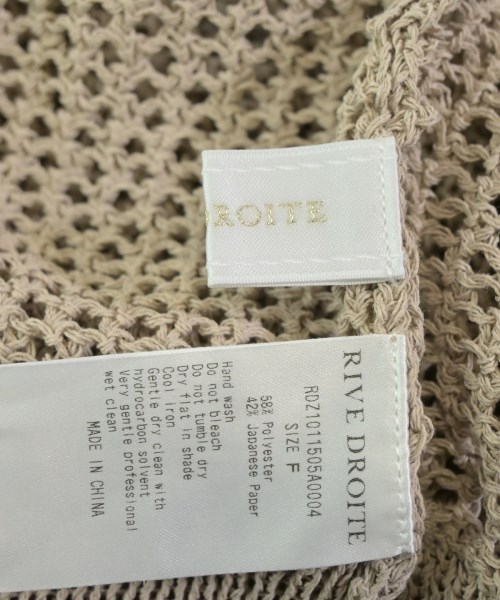 DROITE
RIVE DROITE
RDZ1011505A0004
SIZE F
58% Polyester
42% Japanese Paper
Hand wash
Do not bleach
Do not tumble dry
Dry flat in shade
Cool iron
Gentle dry clean with
hydrocarbon solvent
Very gentle professional
wet clean
MADE IN CHINA